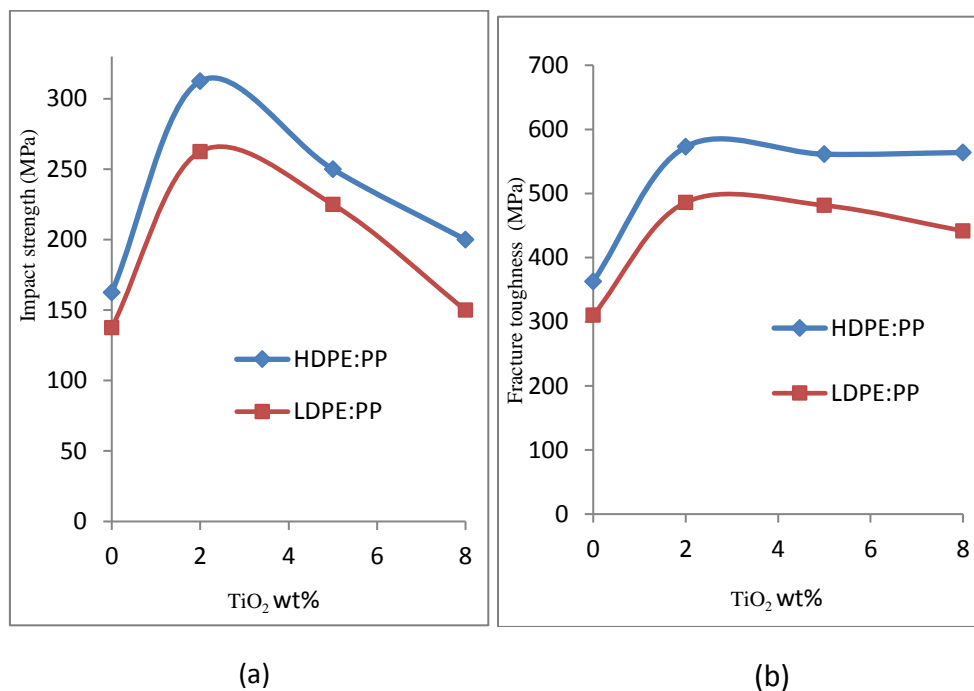 Impact strength (MPa)
300
250
200
150
100
50
0
0 2 4 6 8
TiO₂ wt%
HDPE:PP
LDPE:PP
(a)
Fracture toughness (MPa)
700
600
500
400
300
200
100
0
0 2 4 6 8
TiO₂ wt%
HDPE:PP
LDPE:PP
(b)